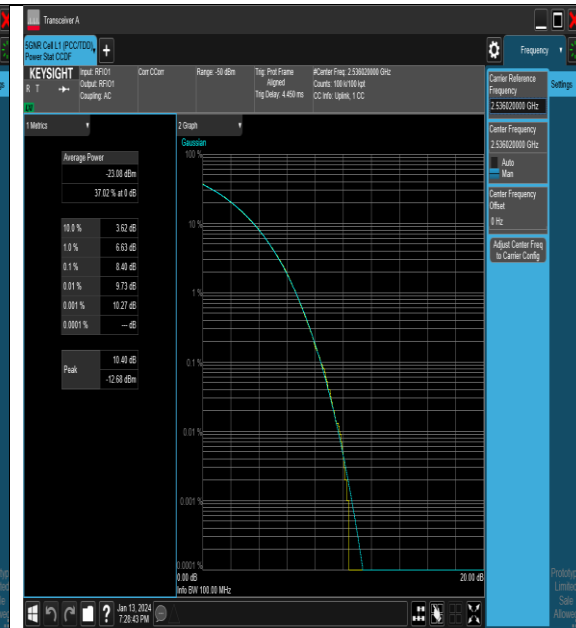 Transceiver A
5GNR Cell L1 (PCC/TDD),
Power Stat CCDF
Frequency
KEYSIGHT
R T
LU
Input: RFIO1
Output: RFIO1
Coupling: AC
Corr CCorr
Range: -50 dBm
Trig: Prot Frame
Aligned
Trig Delay: 4.450 ms
#Center Freq: 2.536020000 GHz
Counts: 100 k/100 kpt
CC Info: Uplink, 1 CC
Carrier Reference
Frequency
2.536020000 GHz
Settings
Center Frequency
2.536020000 GHz
Auto
Man
Center Frequency
Offset
0 Hz
Adjust Center Freq
to Carrier Config
1 Metrics
Average Power
-23.08 dBm
37.02 % at 0 dB
10.0 % 3.62 dB
1.0 % 6.63 dB
0.1 % 8.40 dB
0.01 % 9.73 dB
0.001 % 10.27 dB
0.0001 % --- dB
Peak
10.40 dB
-12.68 dBm
2 Graph
Gaussian
100 %
10 %
1 %
0.1 %
0.01 %
0.001 %
0.0001 %
0.00 dB
20.00 dB
Info BW 100.00 MHz
Jan 13, 2024
7:28:43 PM